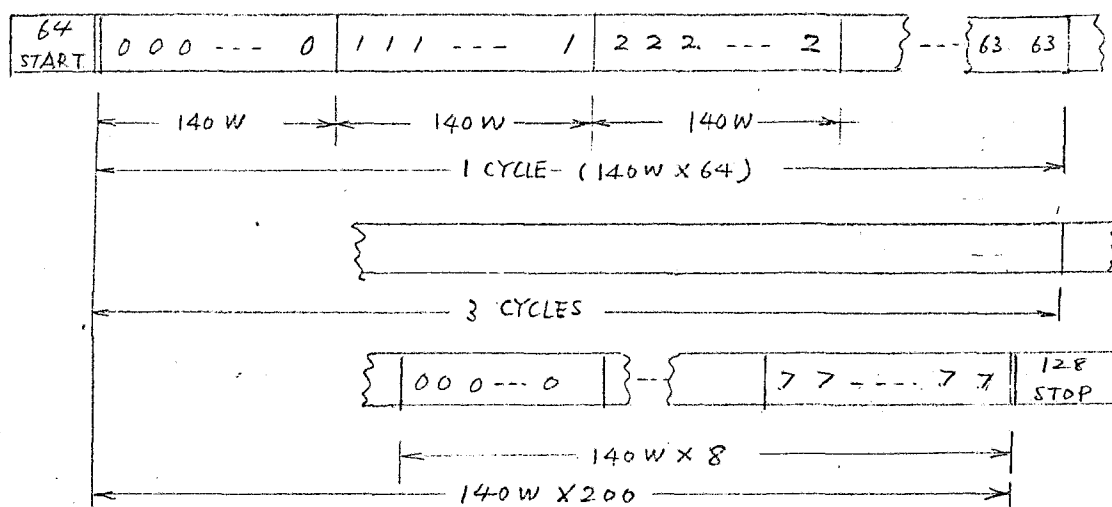 64 START 0 0 0 --- 0 1 1 1 --- 1 2 2 2. --- 2 --- 63 63
140 W 140 W 140 W
1 CYCLE - (140 W X 64)
3 CYCLES
0 0 0 --- 0 --- 7 7 ---- 7 7 128 STOP
140 W X 8
140 W X 200